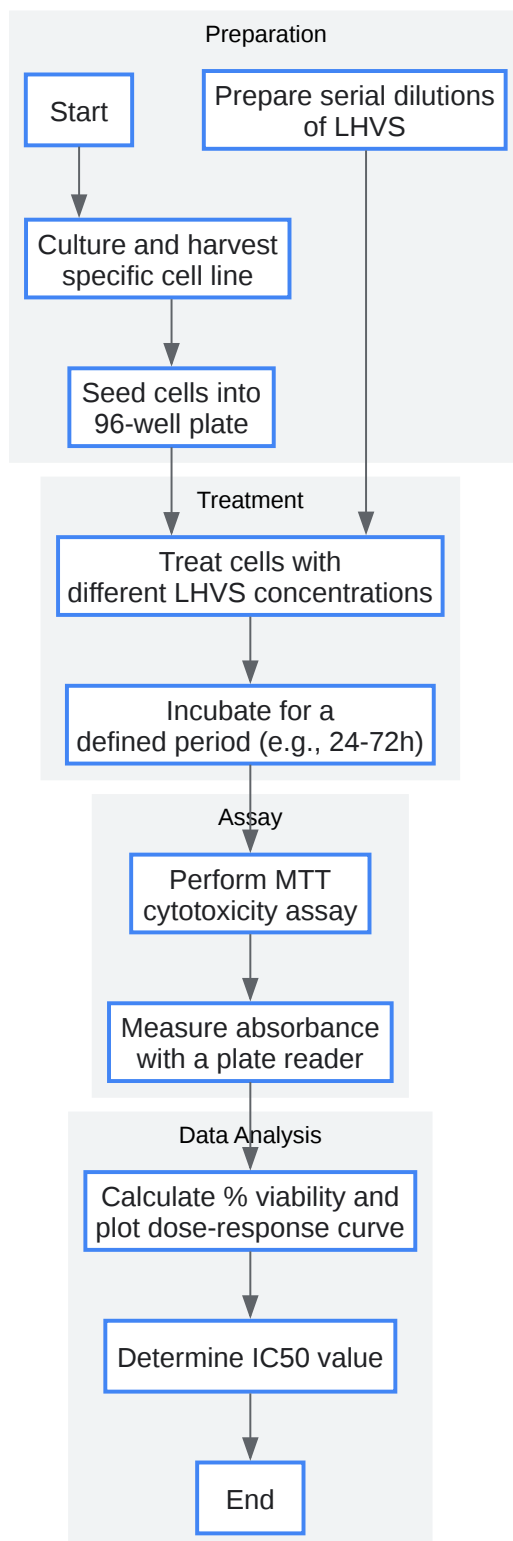 Preparation
Start
Prepare serial dilutions
of LHVS
Culture and harvest
specific cell line
Seed cells into
96-well plate
Treatment
Treat cells with
different LHVS concentrations
Incubate for a
defined period (e.g., 24-72h)
Assay
Perform MTT
cytotoxicity assay
Measure absorbance
with a plate reader
Data Analysis
Calculate % viability and
plot dose-response curve
Determine IC50 value
End